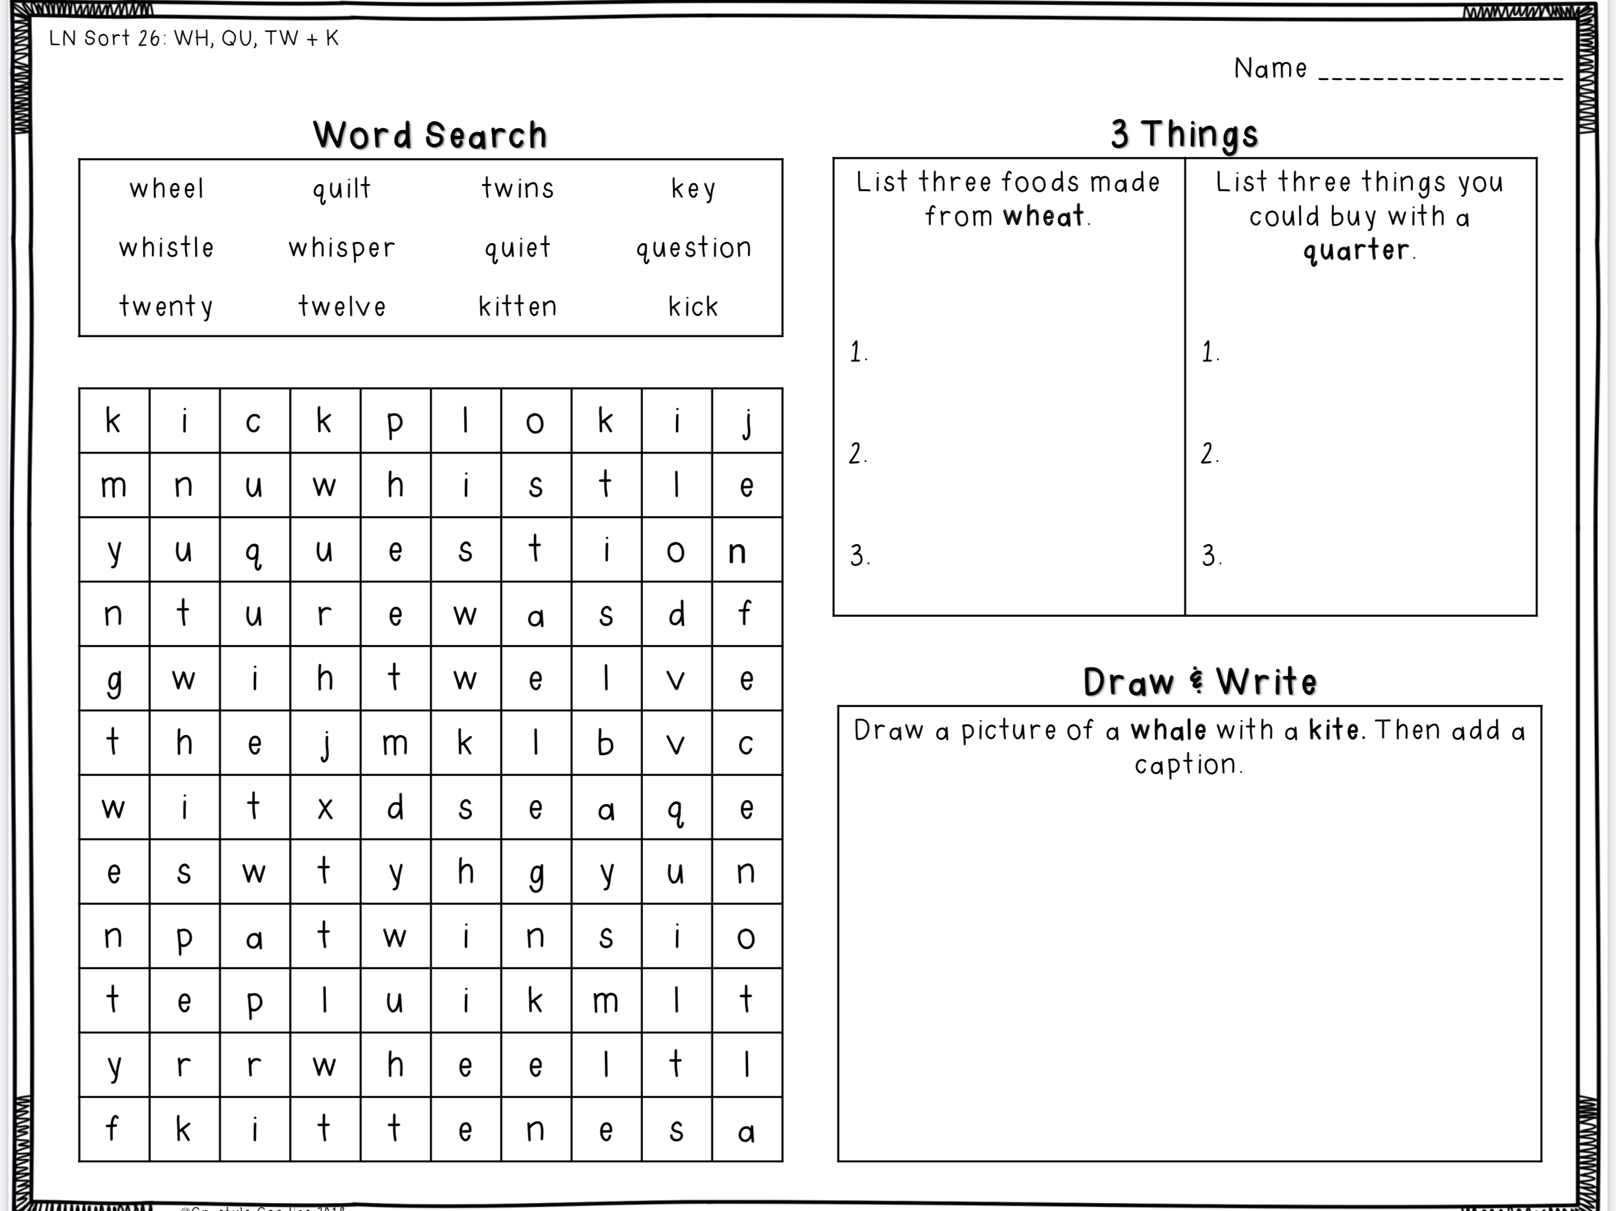 LN Sort 26: WH, QU, TW + K
Name _________________
Word Search
wheel quilt twins key
whistle whisper quiet question
twenty twelve kitten kick
k i c k p l o k i j
m n u w h i s t l e
y u q u e s t i o n
n t u r e w a s d f
g w i h t w e l v e
t h e j m k l b v c
w i t x d s e a q e
e s w t y h g y u n
n p a t w i n s i o
t e p l u i k m l t
y r r w h e e l t l
f k i t t e n e s a
3 Things
List three foods made
from wheat.
1.
2.
3.
List three things you
could buy with a
quarter.
1.
2.
3.
Draw & Write
Draw a picture of a whale with a kite. Then add a
caption.